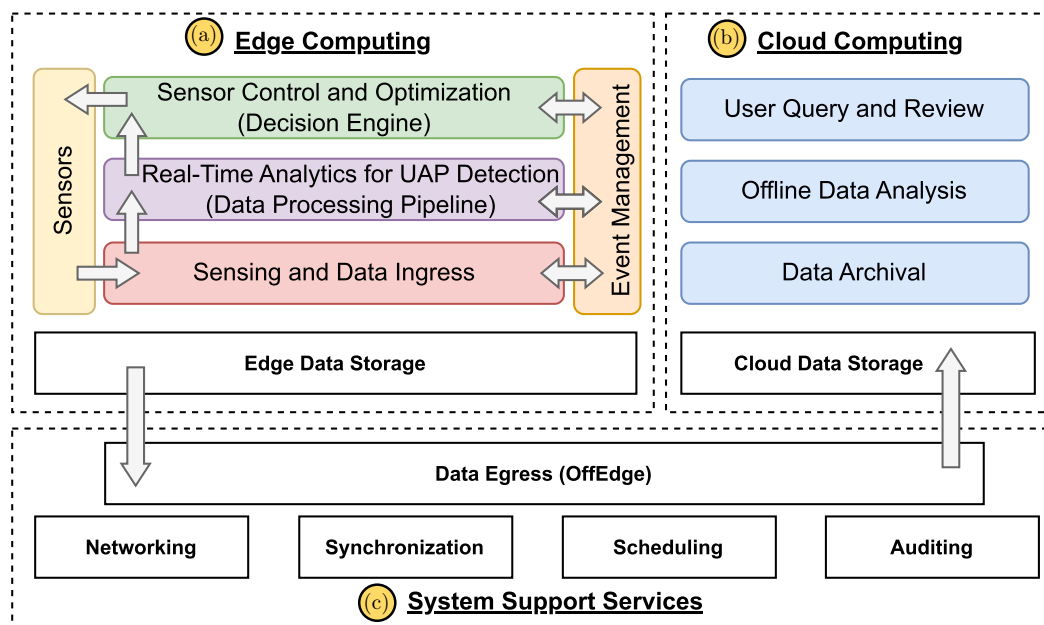 (a) Edge Computing
Sensors
Sensor Control and Optimization
(Decision Engine)
Real-Time Analytics for UAP Detection
(Data Processing Pipeline)
Sensing and Data Ingress
Event Management
Edge Data Storage
(b) Cloud Computing
User Query and Review
Offline Data Analysis
Data Archival
Cloud Data Storage
Data Egress (OffEdge)
Networking
Synchronization
Scheduling
Auditing
(c) System Support Services